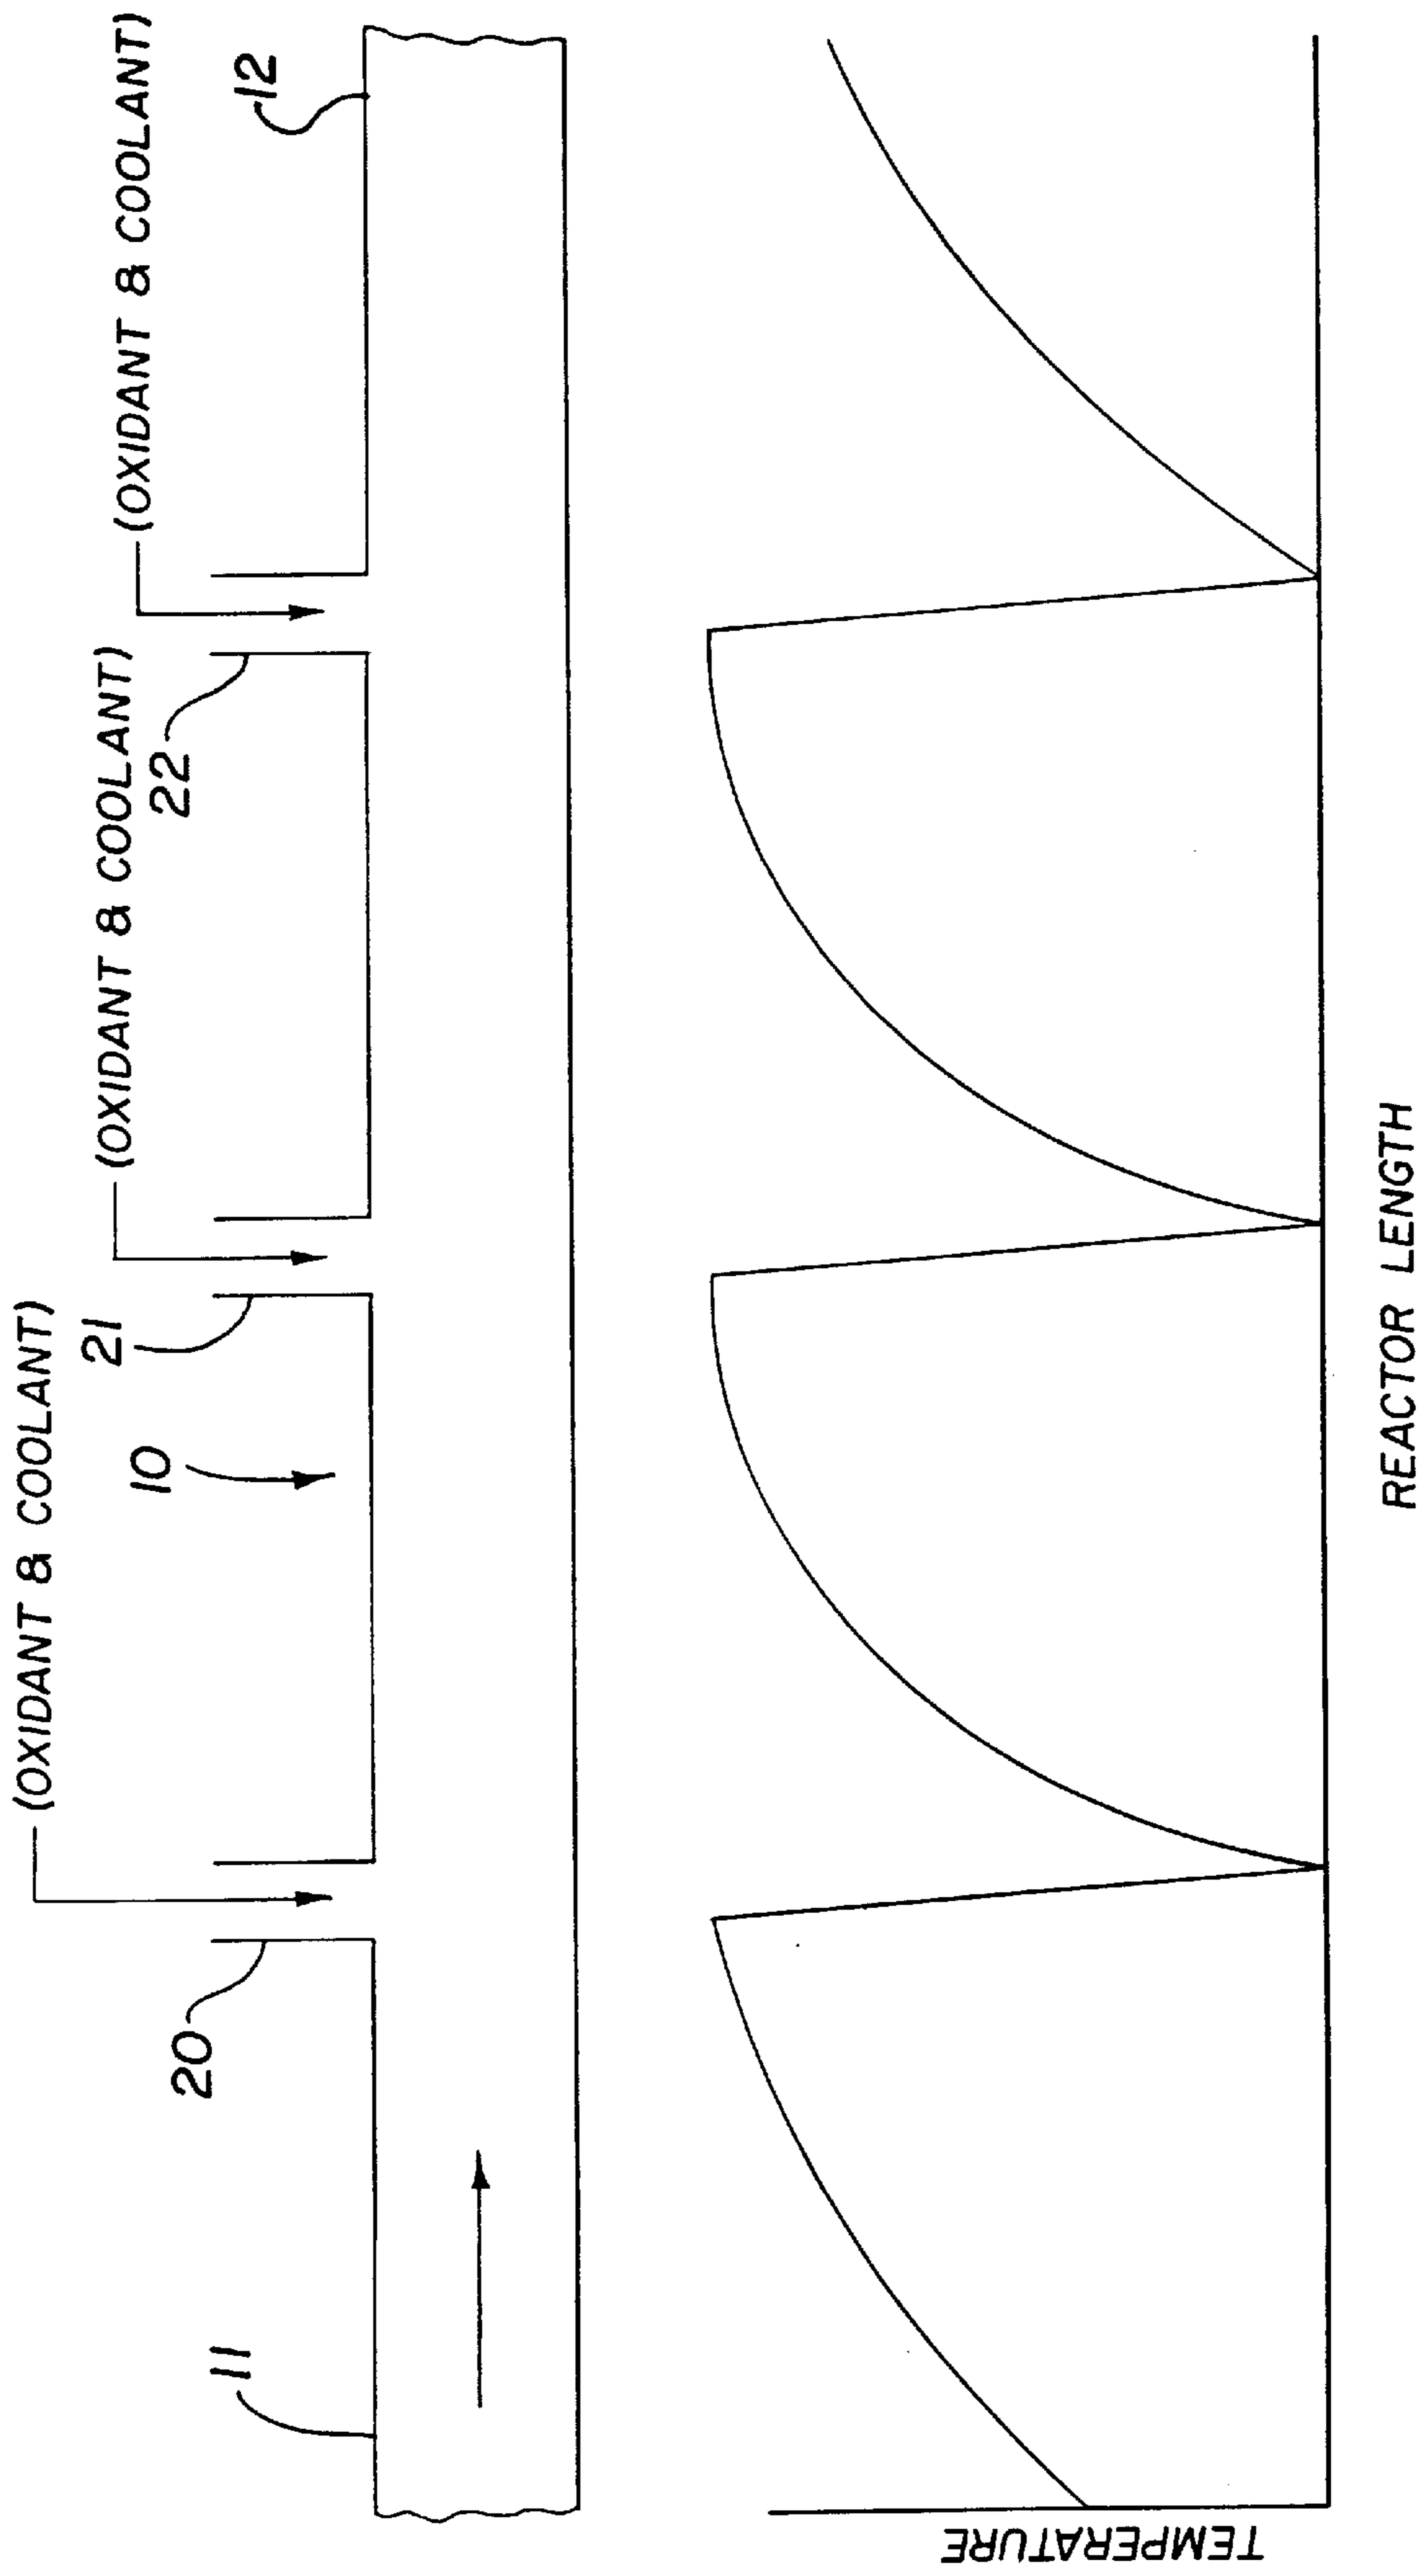 (OXIDANT & COOLANT)
(OXIDANT & COOLANT)
(OXIDANT & COOLANT)
20
21
22
10
11
12
TEMPERATURE
REACTOR LENGTH